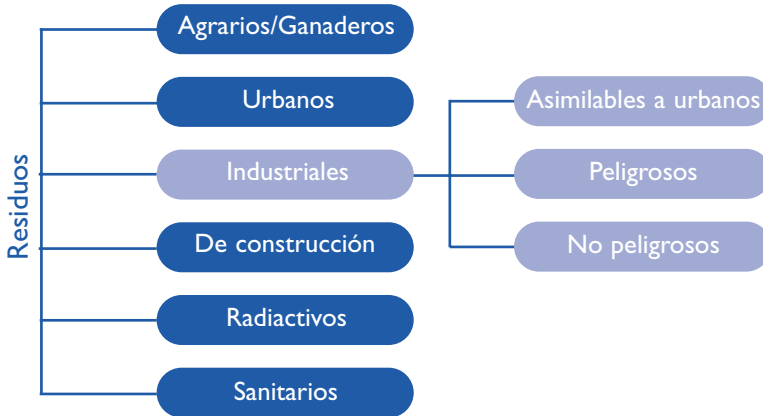 Residuos
Agrarios/Ganaderos
Urbanos
Industriales
De construcción
Radiactivos
Sanitarios
Asimilables a urbanos
Peligrosos
No peligrosos